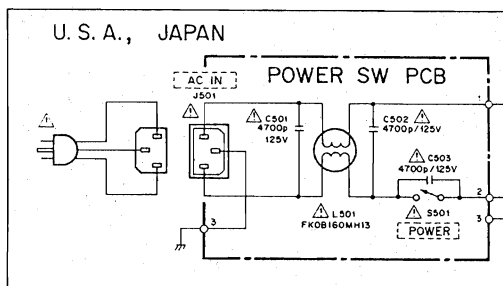 U. S. A., JAPAN
POWER SW PCB
AC IN
J501
C501
4700p
125V
C502
4700p/125V
C503
4700p/125V
L501
FKOB160MH13
S501
POWER
1
2
3
3